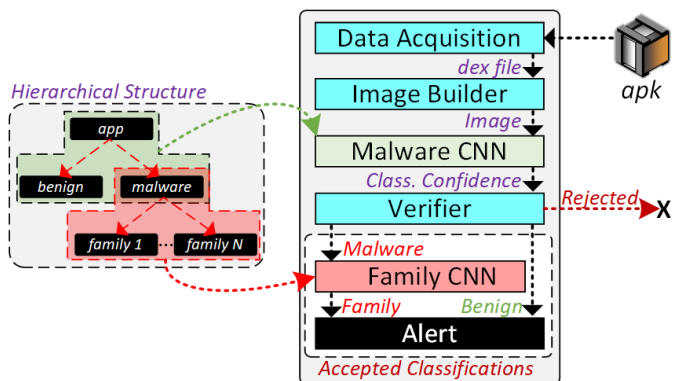 Data Acquisition
dex file
apk
Hierarchical Structure
Image Builder
Image
app
Malware CNN
Class. Confidence
benign
malware
Verifier
Rejected
X
Malware
family 1 ... family N
Family CNN
Family
Benign
Alert
Accepted Classifications